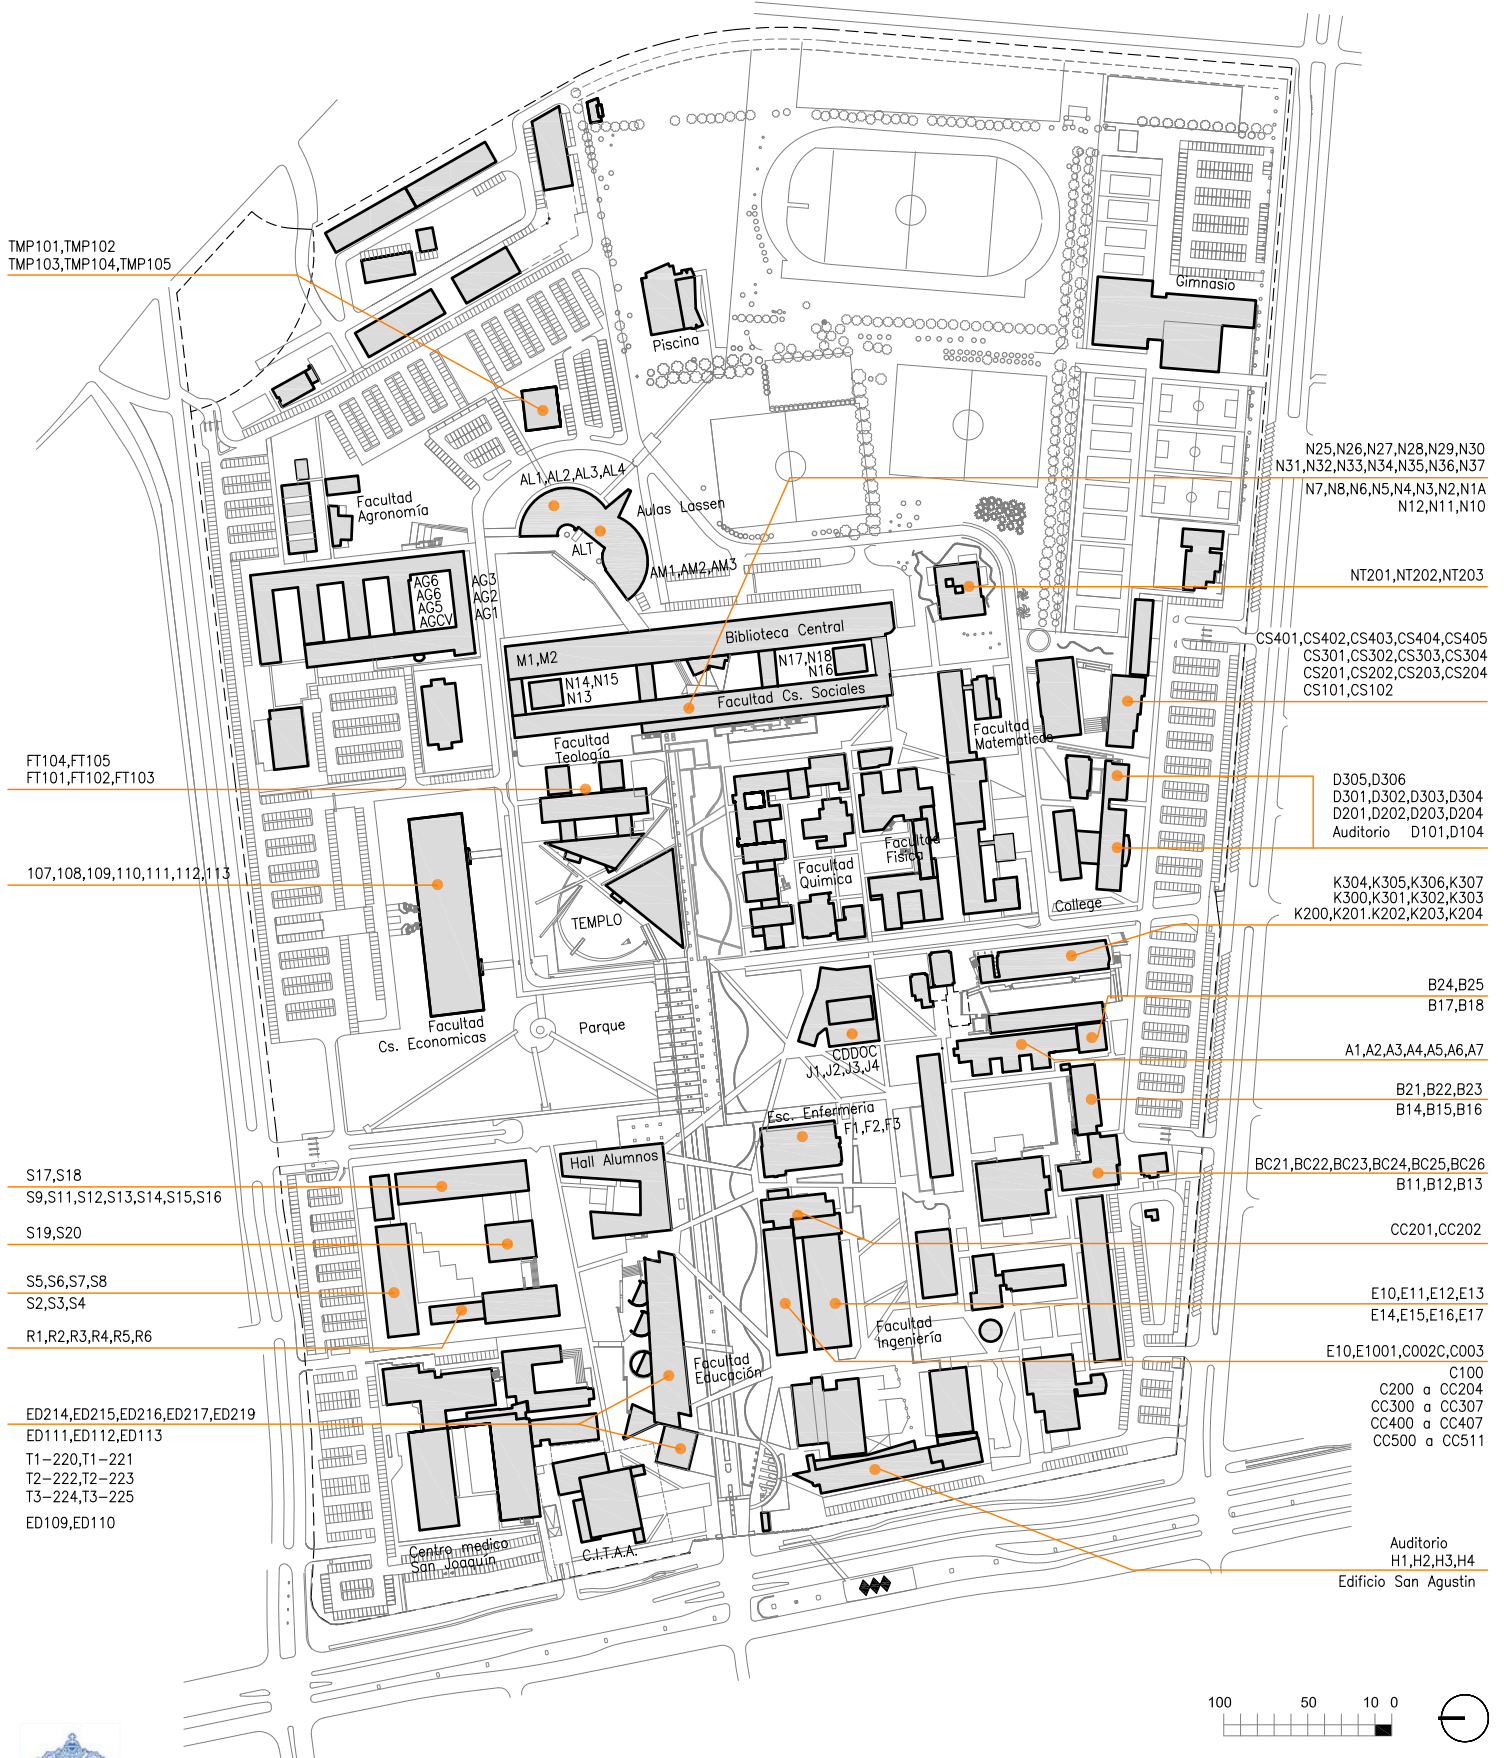 TMP101,TMP102
TMP103,TMP104,TMP105
Gimnasio
Piscina
N25,N26,N27,N28,N29,N30
N31,N32,N33,N34,N35,N36,N37
N7,N8,N6,N5,N4,N3,N2,N1A
N12,N11,N10
AL1,AL2,AL3,AL4
Aulas Lassen
ALT
AM1,AM2,AM3
Facultad
Agronomía
AG6
AG6
AG5
AGCV
AG3
AG2
AG1
NT201,NT202,NT203
Biblioteca Central
M1,M2
N14,N15
N13
N17,N18
N16
Facultad Cs. Sociales
CS401,CS402,CS403,CS404,CS405
CS301,CS302,CS303,CS304
CS201,CS202,CS203,CS204
CS101,CS102
Facultad
Matematicas
Facultad
Teología
FT104,FT105
FT101,FT102,FT103
D305,D306
D301,D302,D303,D304
D201,D202,D203,D204
Auditorio D101,D104
107,108,109,110,111,112,113
Facultad
Quimica
Facultad
Fisica
TEMPLO
College
K304,K305,K306,K307
K300,K301,K302,K303
K200,K201.K202,K203,K204
B24,B25
B17,B18
Facultad
Cs. Economicas
Parque
CDDOC
J1,J2,J3,J4
A1,A2,A3,A4,A5,A6,A7
B21,B22,B23
B14,B15,B16
Esc. Enfermeria
F1,F2,F3
Hall Alumnos
BC21,BC22,BC23,BC24,BC25,BC26
B11,B12,B13
S17,S18
S9,S11,S12,S13,S14,S15,S16
S19,S20
CC201,CC202
S5,S6,S7,S8
S2,S3,S4
E10,E11,E12,E13
E14,E15,E16,E17
R1,R2,R3,R4,R5,R6
Facultad
Ingeniería
Facultad
Educación
E10,E1001,C002C,C003
C100
C200 a CC204
CC300 a CC307
CC400 a CC407
CC500 a CC511
ED214,ED215,ED216,ED217,ED219
ED111,ED112,ED113
T1-220,T1-221
T2-222,T2-223
T3-224,T3-225
ED109,ED110
Centro medico
San Joaquín
C.I.T.A.A.
Auditorio
H1,H2,H3,H4
Edificio San Agustin
100 50 10 0